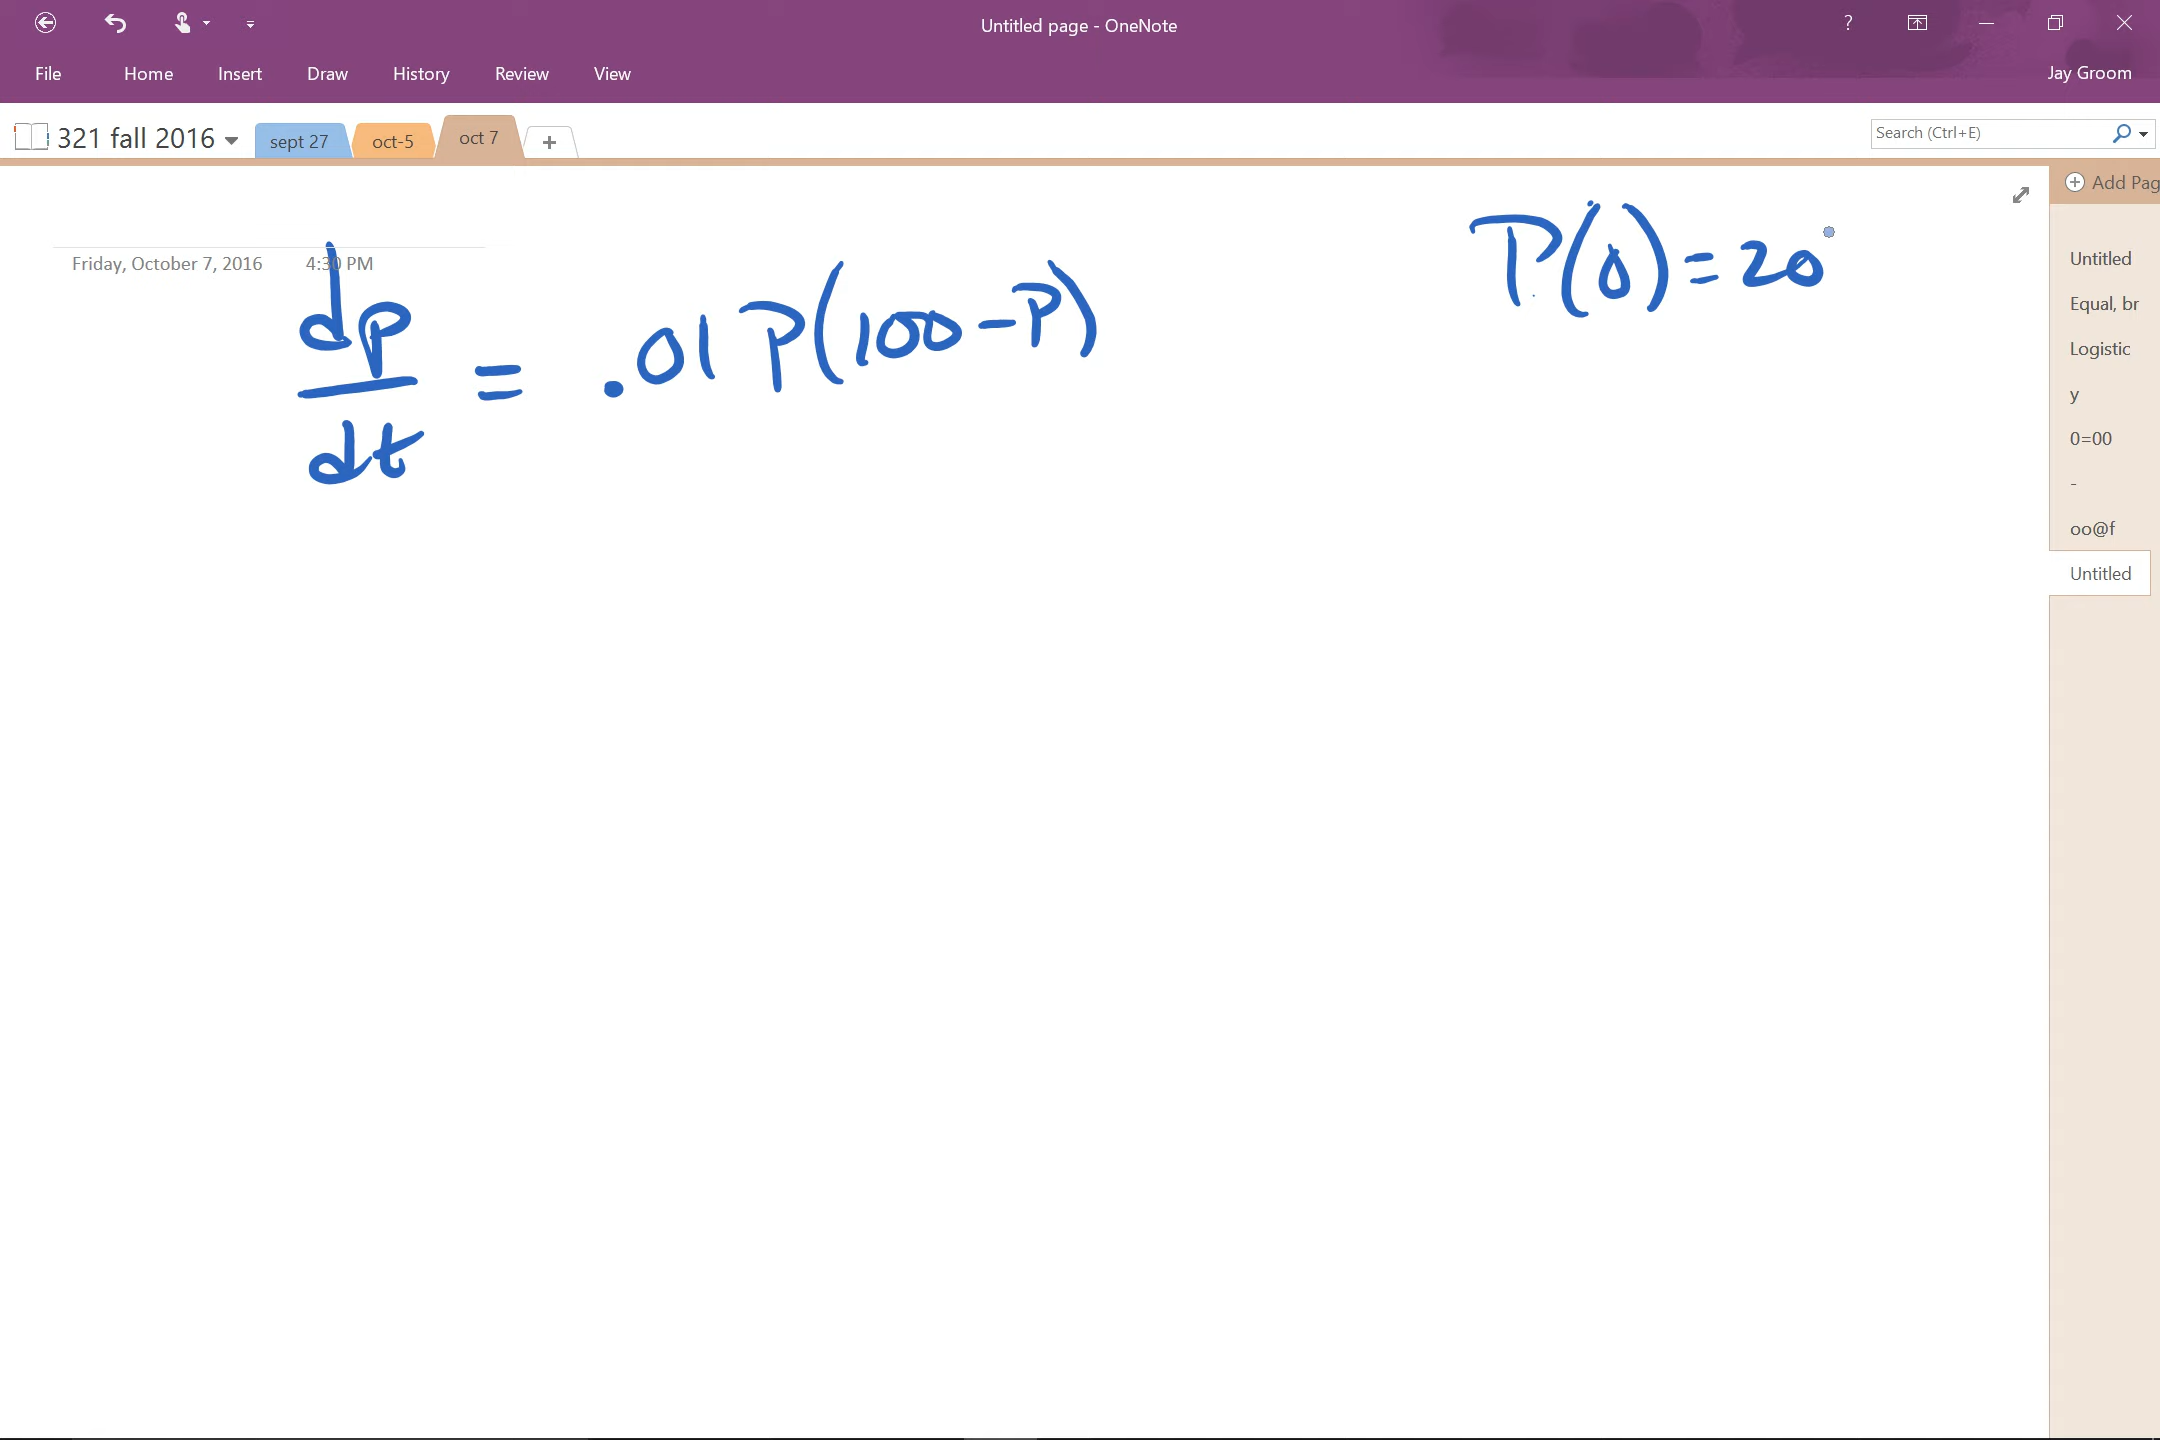 Untitled page - OneNote
?
File Home Insert Draw History Review View
Jay Groom
321 fall 2016 sept 27 oct-5 oct 7 +
Search (Ctrl+E)
Add Pag
Friday, October 7, 2016 4:30 PM
dp/dt = .01 P(100-P)
P(0)=20
Untitled
Equal, br
Logistic
y
0=00
-
oo@f
Untitled